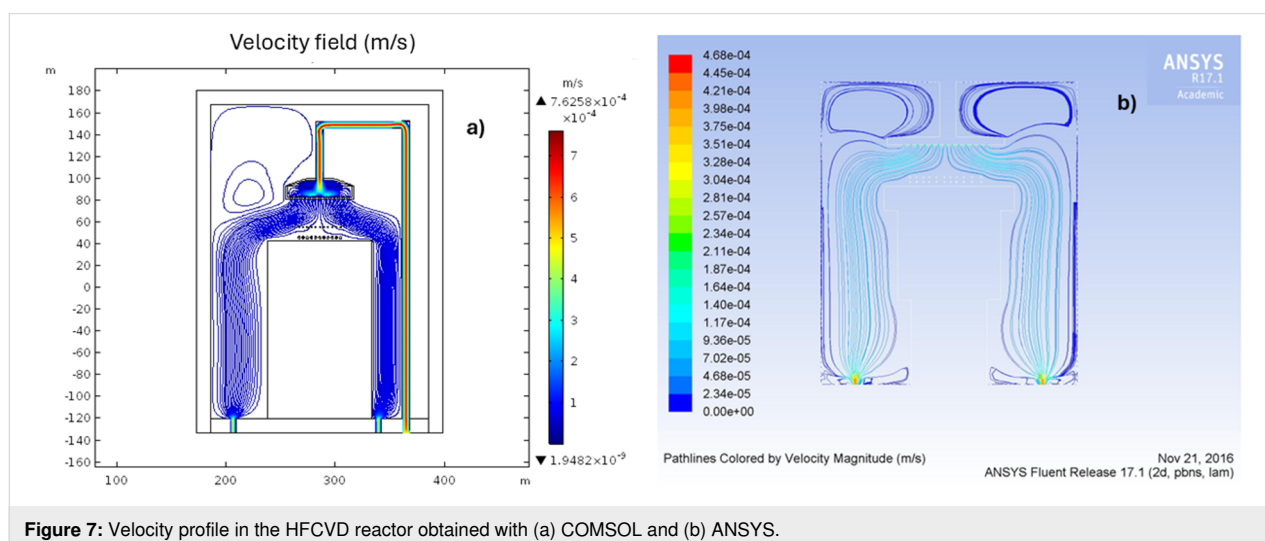 Velocity field (m/s)
m
180
160
140
120
100
80
60
40
20
0
-20
-40
-60
-80
-100
-120
-140
-160
100
200
300
m
400
a)
m/s
▲ 7.6258×10⁻⁴
×10⁻⁴
7
6
5
4
3
2
1
▼ 1.9482×10⁻⁹
4.68e-04
4.45e-04
4.21e-04
3.98e-04
3.75e-04
3.51e-04
3.28e-04
3.04e-04
2.81e-04
2.57e-04
2.34e-04
2.11e-04
1.87e-04
1.64e-04
1.40e-04
1.17e-04
9.36e-05
7.02e-05
4.68e-05
2.34e-05
0.00e+00
b)
ANSYS
R17.1
Academic
Pathlines Colored by Velocity Magnitude (m/s)
Nov 21, 2016
ANSYS Fluent Release 17.1 (2d, pbns, lam)
Figure 7: Velocity profile in the HFCVD reactor obtained with (a) COMSOL and (b) ANSYS.